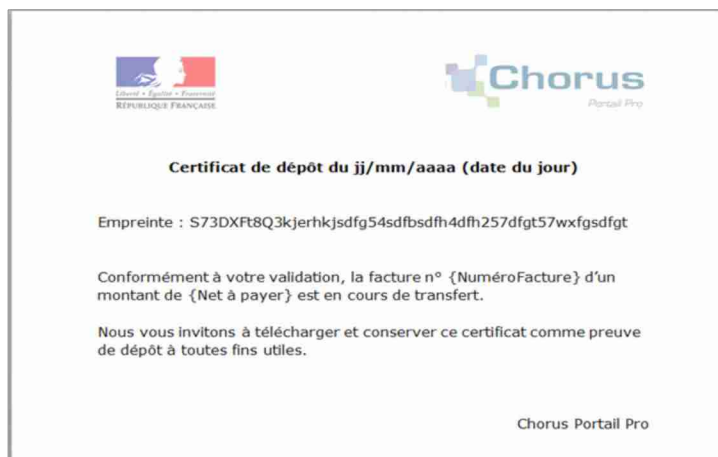 Liberté • Égalité • Fraternité
RÉPUBLIQUE FRANÇAISE
Chorus
Portail Pro
Certificat de dépôt du jj/mm/aaaa (date du jour)
Empreinte : S73DXFt8Q3kjerhkjsdfg54sdfbsdfh4dfh257dfgt57wxfgsdfgt
Conformément à votre validation, la facture n° {NuméroFacture} d'un
montant de {Net à payer} est en cours de transfert.
Nous vous invitons à télécharger et conserver ce certificat comme preuve
de dépôt à toutes fins utiles.
Chorus Portail Pro